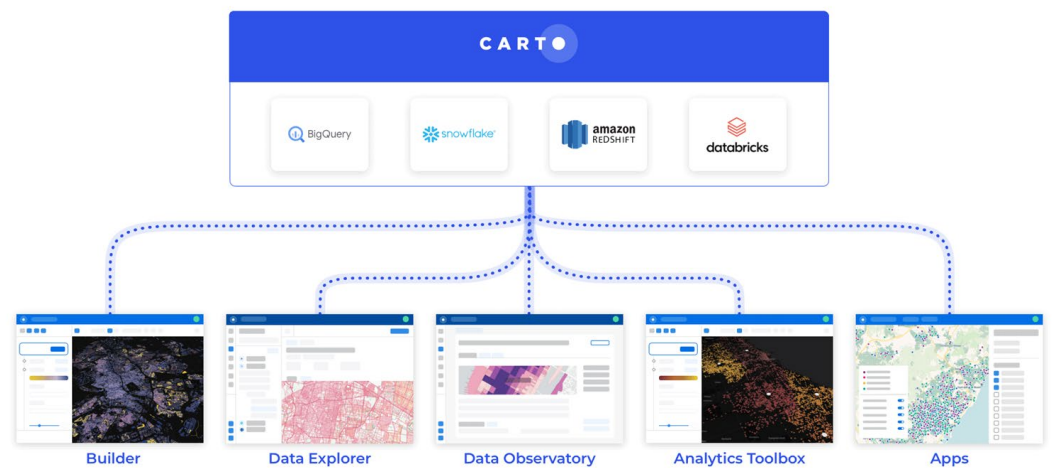 CARTO
BigQuery
snowflake
amazon
REDSHIFT
databricks
Builder
Data Explorer
Data Observatory
Analytics Toolbox
Apps